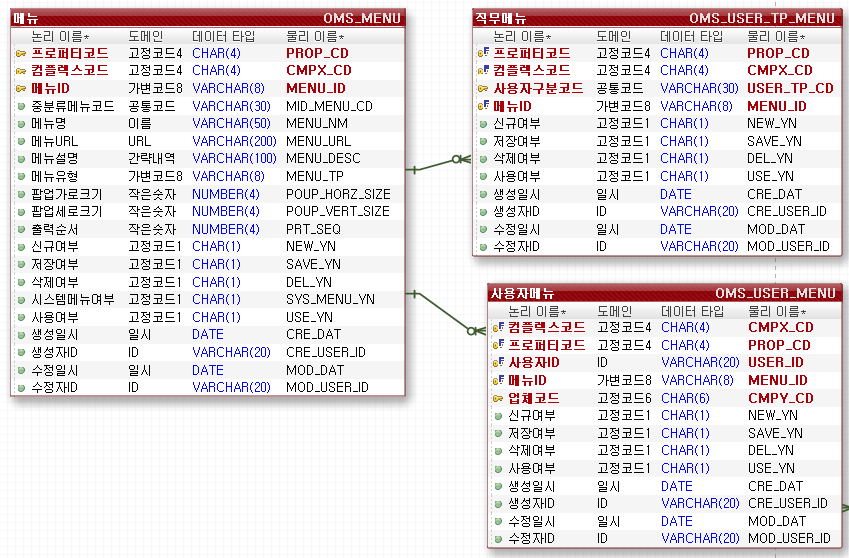 메뉴 OMS_MENU
논리 이름* 도메인 데이터 타입 물리 이름*
프로퍼티코드 고정코드4 CHAR(4) PROP_CD
컴플렉스코드 고정코드4 CHAR(4) CMPX_CD
메뉴ID 가변코드8 VARCHAR(8) MENU_ID
중분류메뉴코드 공통코드 VARCHAR(30) MID_MENU_CD
메뉴명 이름 VARCHAR(50) MENU_NM
메뉴URL URL VARCHAR(200) MENU_URL
메뉴설명 간략내역 VARCHAR(100) MENU_DESC
메뉴유형 가변코드8 VARCHAR(8) MENU_TP
팝업가로크기 작은숫자 NUMBER(4) POUP_HORZ_SIZE
팝업세로크기 작은숫자 NUMBER(4) POUP_VERT_SIZE
출력순서 작은숫자 NUMBER(4) PRT_SEQ
신규여부 고정코드1 CHAR(1) NEW_YN
저장여부 고정코드1 CHAR(1) SAVE_YN
삭제여부 고정코드1 CHAR(1) DEL_YN
시스템메뉴여부 고정코드1 CHAR(1) SYS_MENU_YN
사용여부 고정코드1 CHAR(1) USE_YN
생성일시 일시 DATE CRE_DAT
생성자ID ID VARCHAR(20) CRE_USER_ID
수정일시 일시 DATE MOD_DAT
수정자ID ID VARCHAR(20) MOD_USER_ID
직무메뉴 OMS_USER_TP_MENU
논리 이름* 도메인 데이터 타입 물리 이름*
프로퍼티코드 고정코드4 CHAR(4) PROP_CD
컴플렉스코드 고정코드4 CHAR(4) CMPX_CD
사용자구분코드 공통코드 VARCHAR(30) USER_TP_CD
메뉴ID 가변코드8 VARCHAR(8) MENU_ID
신규여부 고정코드1 CHAR(1) NEW_YN
저장여부 고정코드1 CHAR(1) SAVE_YN
삭제여부 고정코드1 CHAR(1) DEL_YN
사용여부 고정코드1 CHAR(1) USE_YN
생성일시 일시 DATE CRE_DAT
생성자ID ID VARCHAR(20) CRE_USER_ID
수정일시 일시 DATE MOD_DAT
수정자ID ID VARCHAR(20) MOD_USER_ID
사용자메뉴 OMS_USER_MENU
논리 이름* 도메인 데이터 타입 물리 이름*
컴플렉스코드 고정코드4 CHAR(4) CMPX_CD
프로퍼티코드 고정코드4 CHAR(4) PROP_CD
사용자ID ID VARCHAR(20) USER_ID
메뉴ID 가변코드8 VARCHAR(8) MENU_ID
업체코드 고정코드6 CHAR(6) CMPY_CD
신규여부 고정코드1 CHAR(1) NEW_YN
저장여부 고정코드1 CHAR(1) SAVE_YN
삭제여부 고정코드1 CHAR(1) DEL_YN
사용여부 고정코드1 CHAR(1) USE_YN
생성일시 일시 DATE CRE_DAT
생성자ID ID VARCHAR(20) CRE_USER_ID
수정일시 일시 DATE MOD_DAT
수정자ID ID VARCHAR(20) MOD_USER_ID